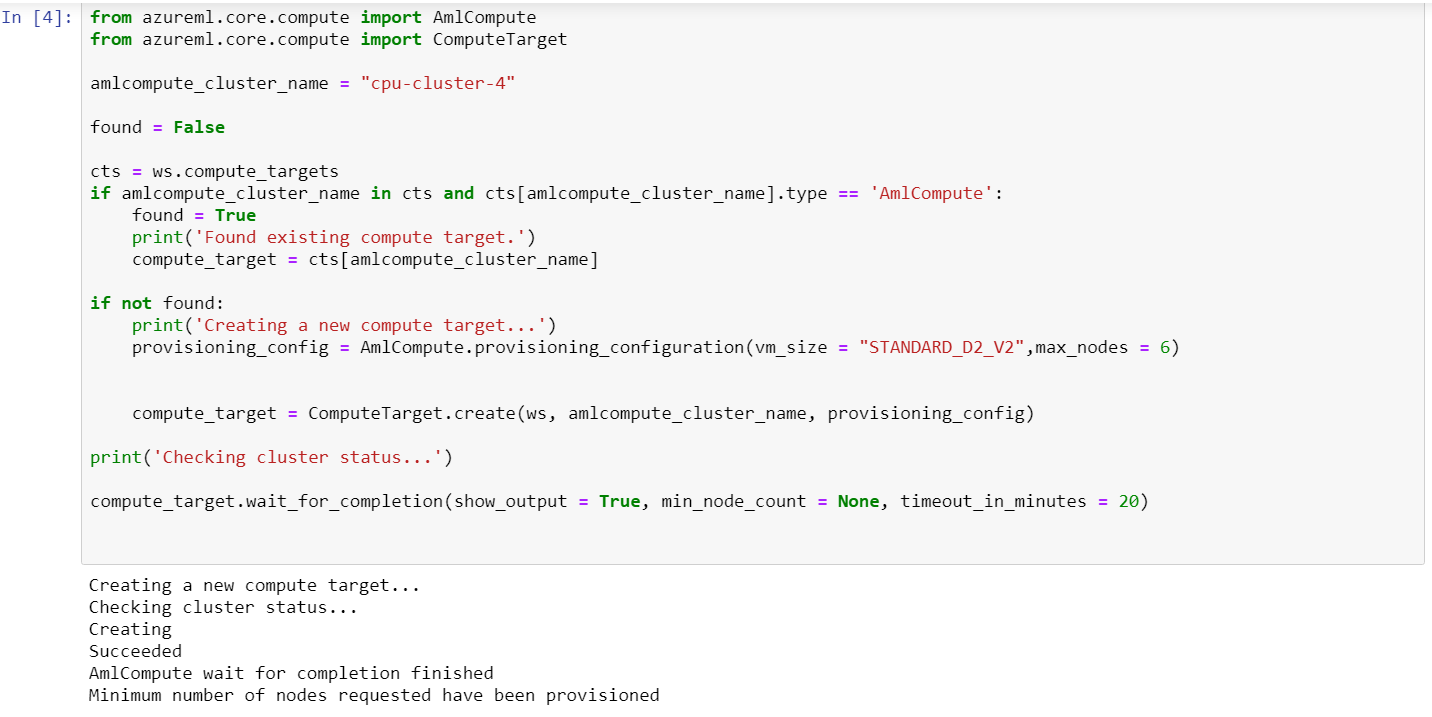 In [4]:
from azureml.core.compute import AmlCompute
from azureml.core.compute import ComputeTarget
amlcompute_cluster_name = "cpu-cluster-4"
found = False
cts = ws.compute_targets
if amlcompute_cluster_name in cts and cts[amlcompute_cluster_name].type == 'AmlCompute':
    found = True
    print('Found existing compute target.')
    compute_target = cts[amlcompute_cluster_name]
if not found:
    print('Creating a new compute target...')
    provisioning_config = AmlCompute.provisioning_configuration(vm_size = "STANDARD_D2_V2",max_nodes = 6)
    compute_target = ComputeTarget.create(ws, amlcompute_cluster_name, provisioning_config)
print('Checking cluster status...')
compute_target.wait_for_completion(show_output = True, min_node_count = None, timeout_in_minutes = 20)
Creating a new compute target...
Checking cluster status...
Creating
Succeeded
AmlCompute wait for completion finished
Minimum number of nodes requested have been provisioned